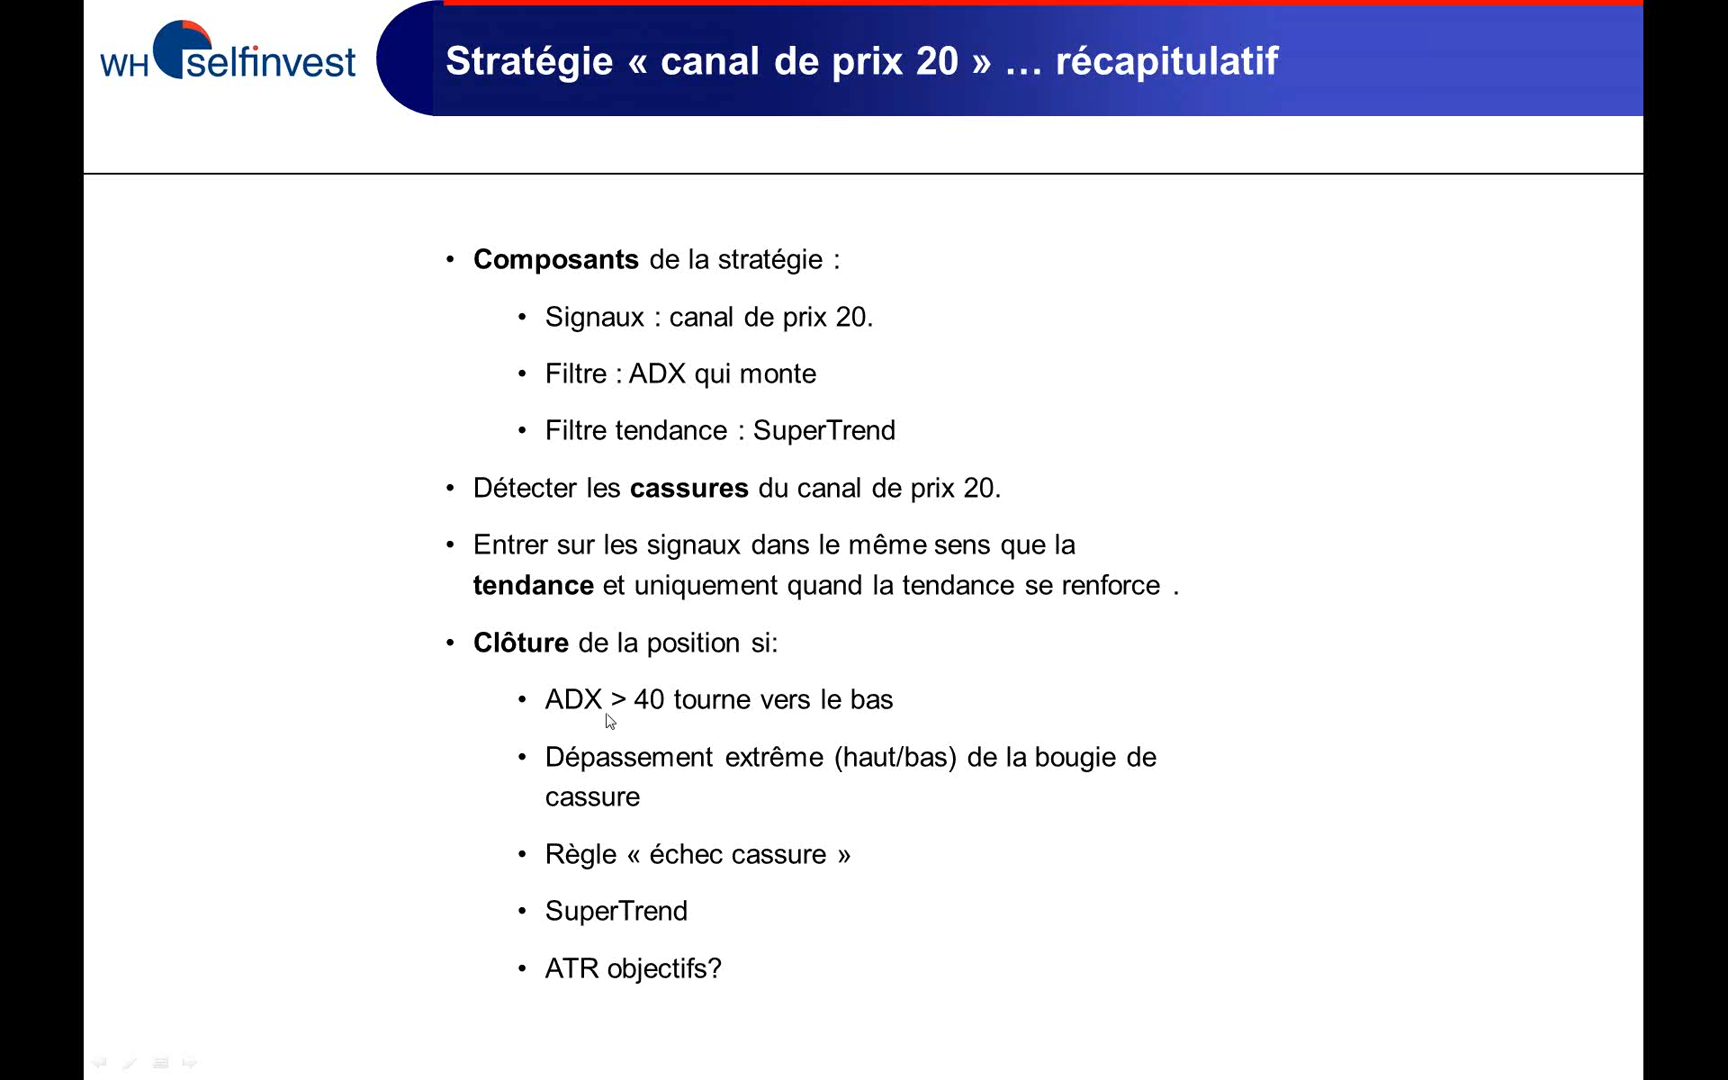 WH selfinvest
Stratégie « canal de prix 20 » … récapitulatif
• Composants de la stratégie :
• Signaux : canal de prix 20.
• Filtre : ADX qui monte
• Filtre tendance : SuperTrend
• Détecter les cassures du canal de prix 20.
• Entrer sur les signaux dans le même sens que la
tendance et uniquement quand la tendance se renforce .
• Clôture de la position si:
• ADX > 40 tourne vers le bas
• Dépassement extrême (haut/bas) de la bougie de
cassure
• Règle « échec cassure »
• SuperTrend
• ATR objectifs?